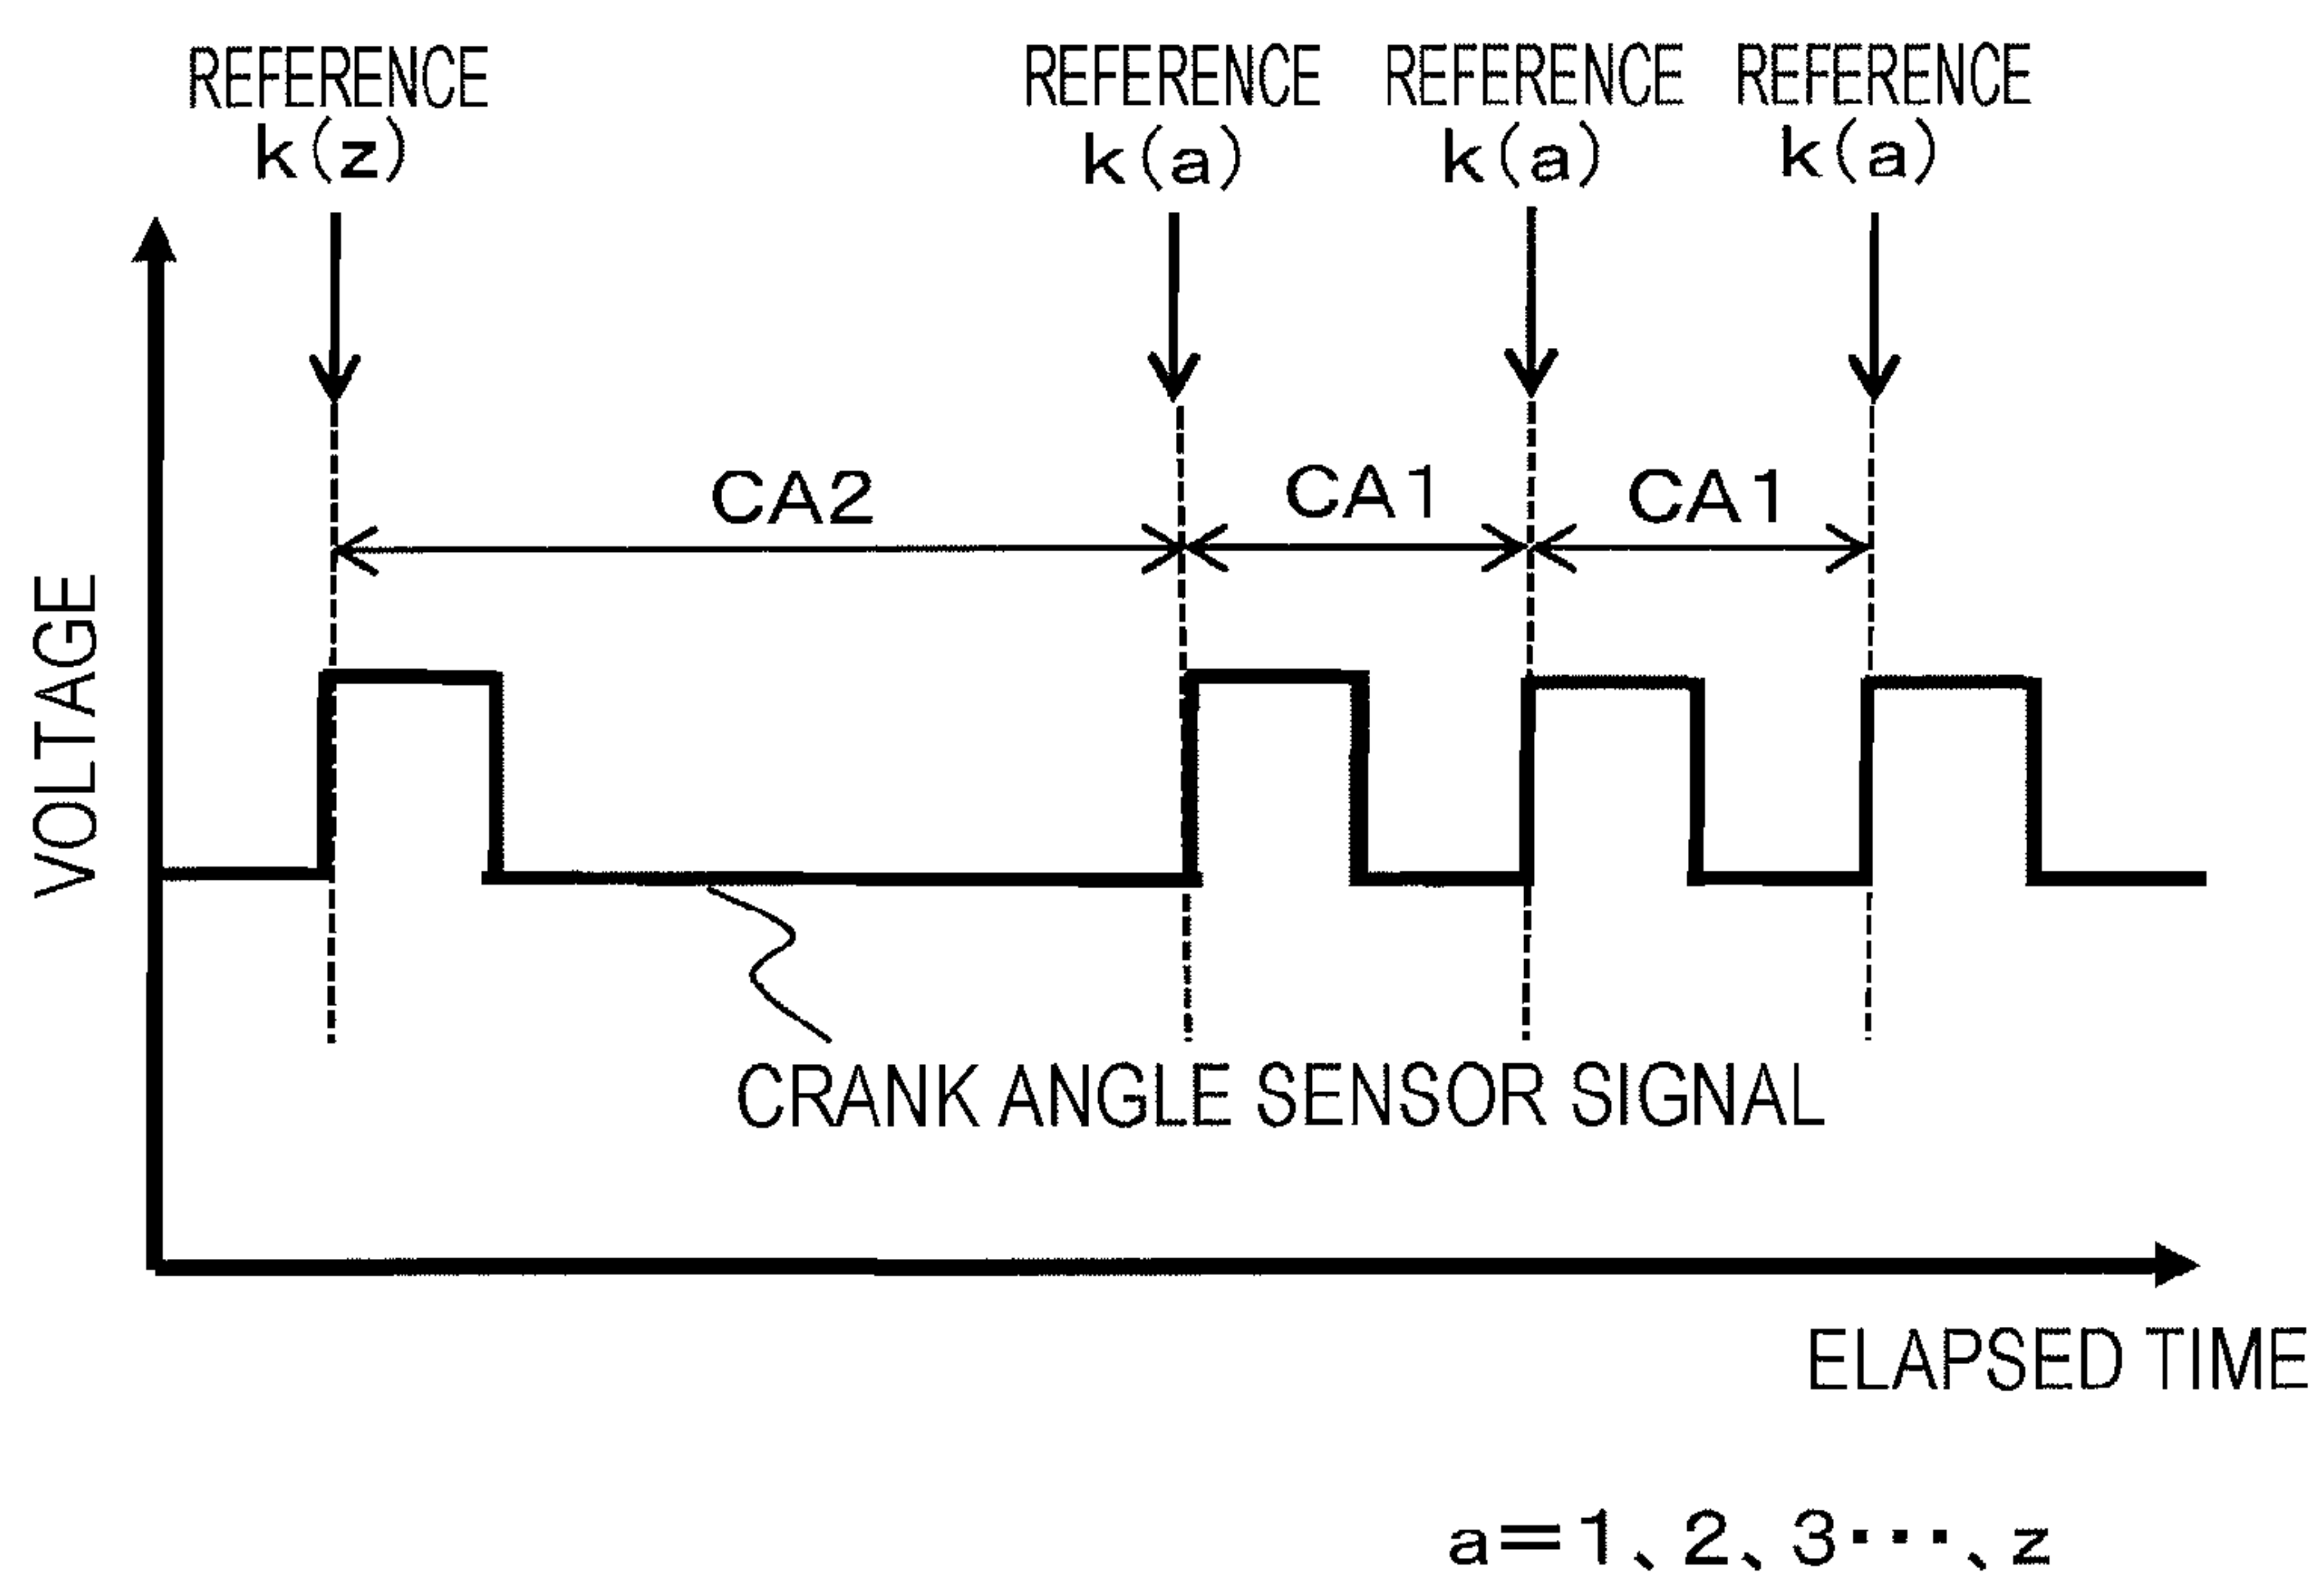 REFERENCE
k(z)
REFERENCE
k(a)
REFERENCE
k(a)
REFERENCE
k(a)
CA2
CA1
CA1
VOLTAGE
CRANK ANGLE SENSOR SIGNAL
ELAPSED TIME
a=1、2、3・・・、z